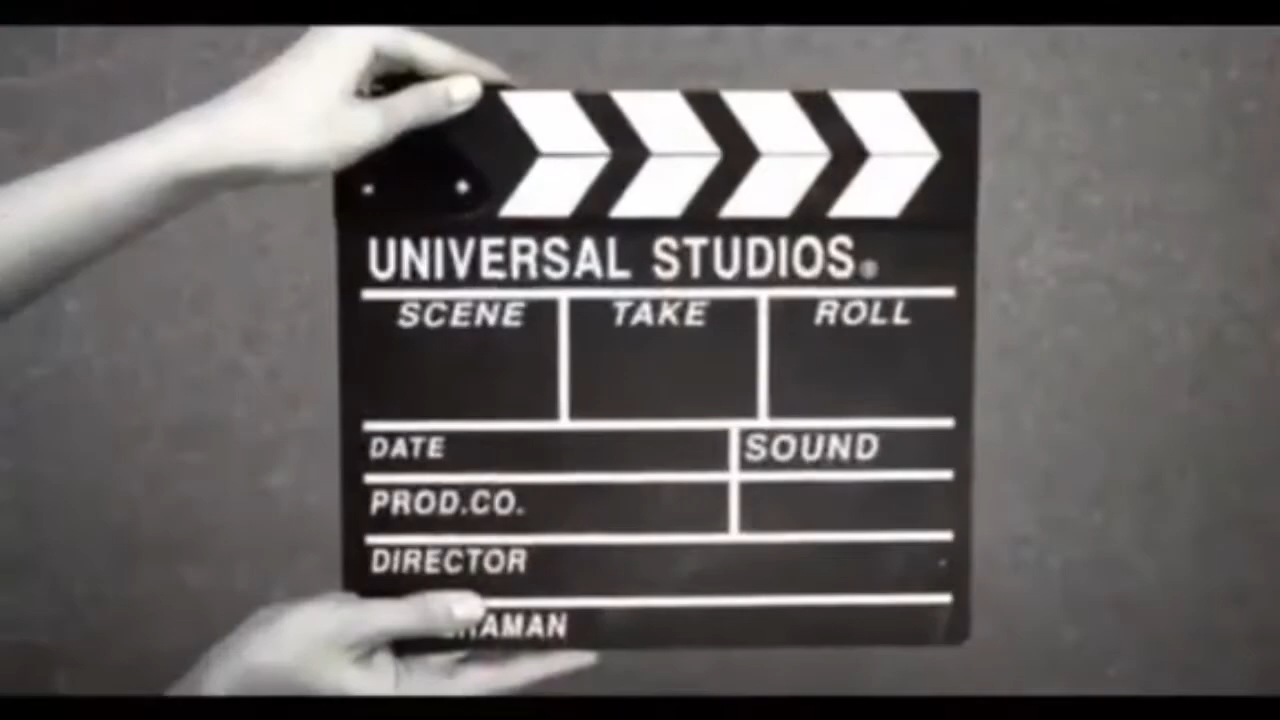 UNIVERSAL STUDIOS®
SCENE TAKE ROLL
DATE SOUND
PROD.CO.
DIRECTOR